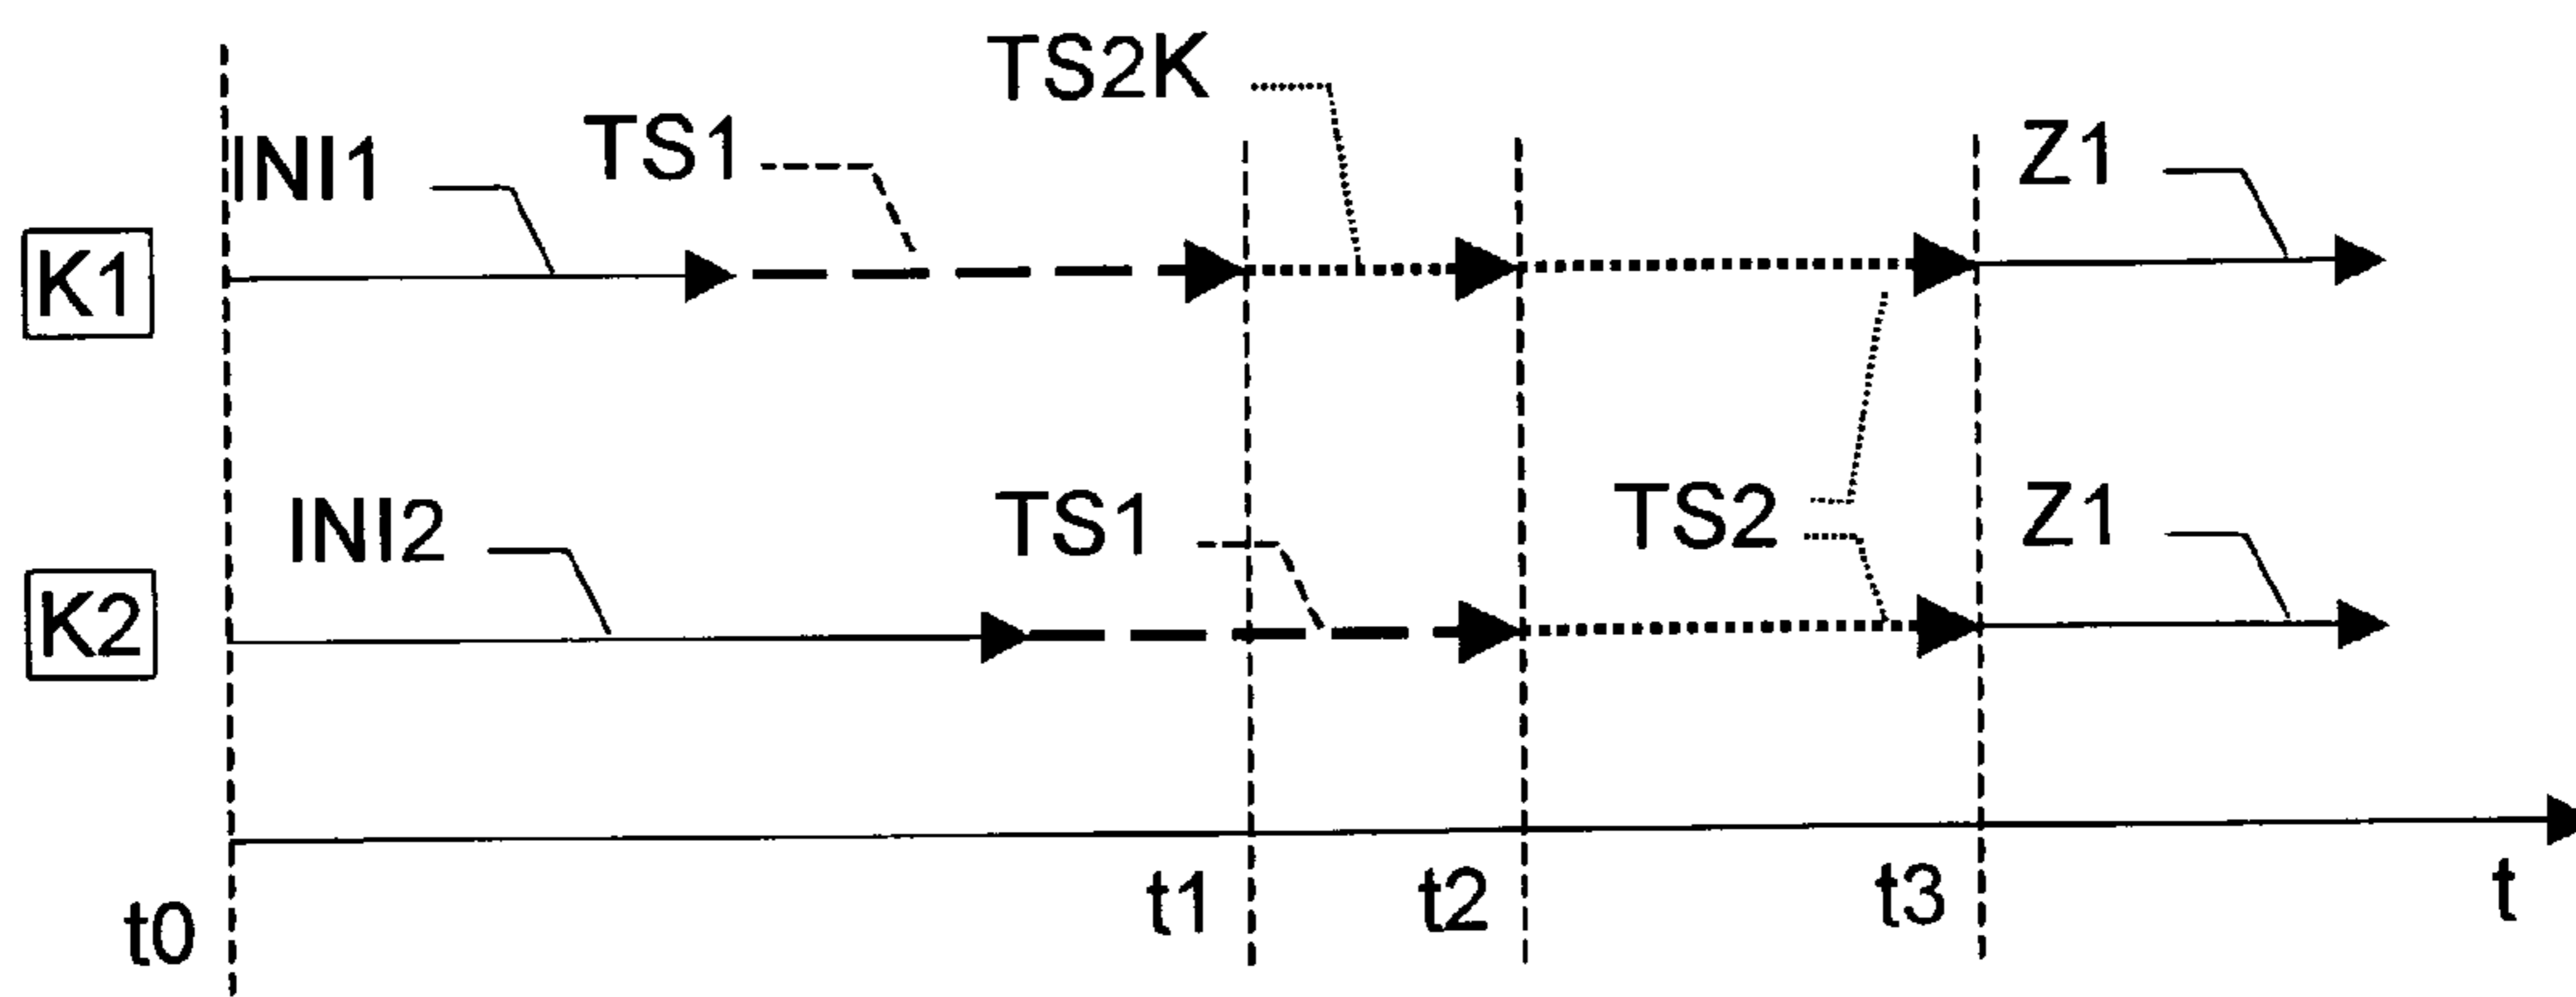 TS2K
INI1 TS1 Z1
K1
INI2 TS1 TS2 Z1
K2
t0 t1 t2 t3 t